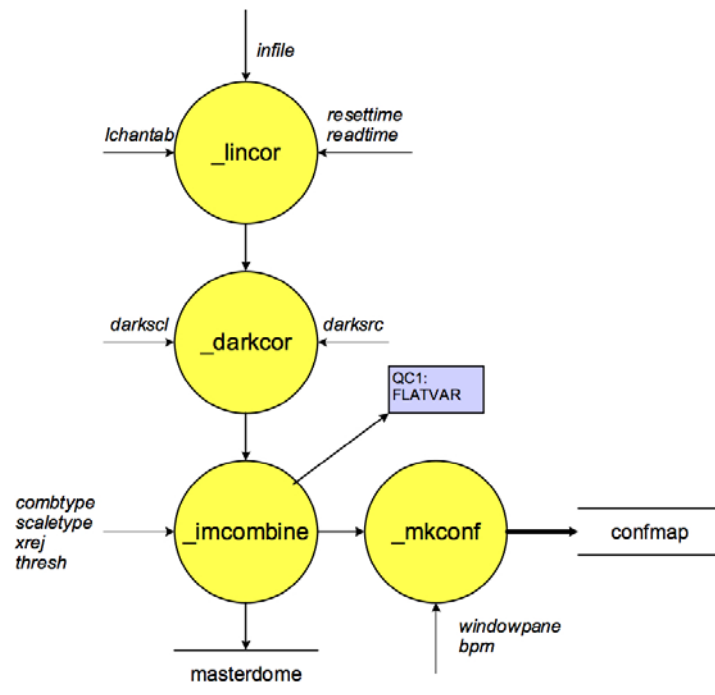 infile
lchantab
resettime
readtime
_lincor
darkscl
darksrc
_darkcor
QC1:
FLATVAR
combtype
scaletype
xrej
thresh
_imcombine
_mkconf
confmap
windowpane
bpm
masterdome